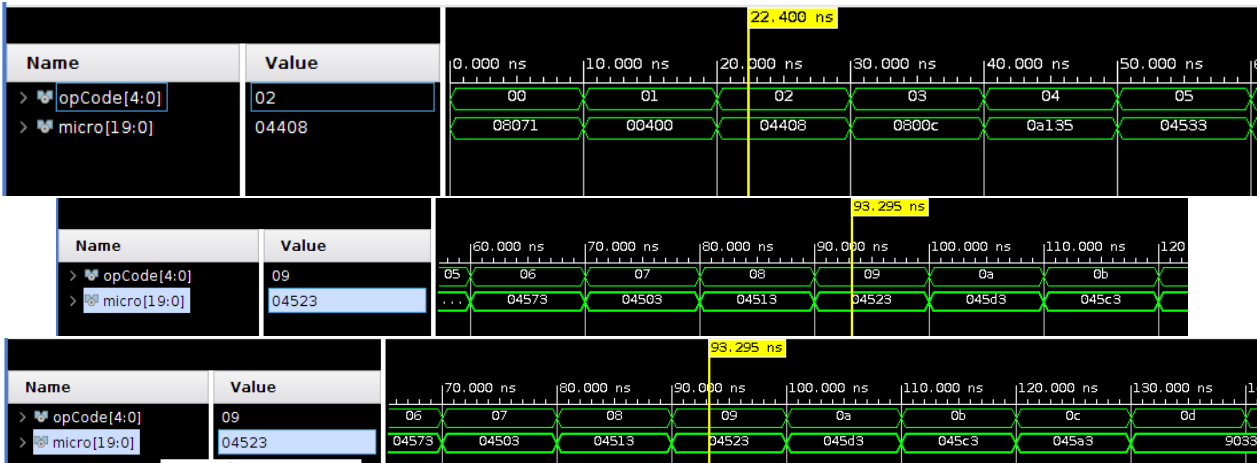 22.400 ns
Name Value 0.000 ns 10.000 ns 20.000 ns 30.000 ns 40.000 ns 50.000 ns
opCode[4:0] 02 00 01 02 03 04 05
micro[19:0] 04408 08071 00400 04408 0800c 0a135 04533
93.295 ns
Name Value 60.000 ns 70.000 ns 80.000 ns 90.000 ns 100.000 ns 110.000 ns 120
opCode[4:0] 09 05 06 07 08 09 0a 0b
micro[19:0] 04523 ... 04573 04503 04513 04523 045d3 045c3
93.295 ns
Name Value 70.000 ns 80.000 ns 90.000 ns 100.000 ns 110.000 ns 120.000 ns 130.000 ns
opCode[4:0] 09 06 07 08 09 0a 0b 0c 0d
micro[19:0] 04523 04573 04503 04513 04523 045d3 045c3 045a3 9033